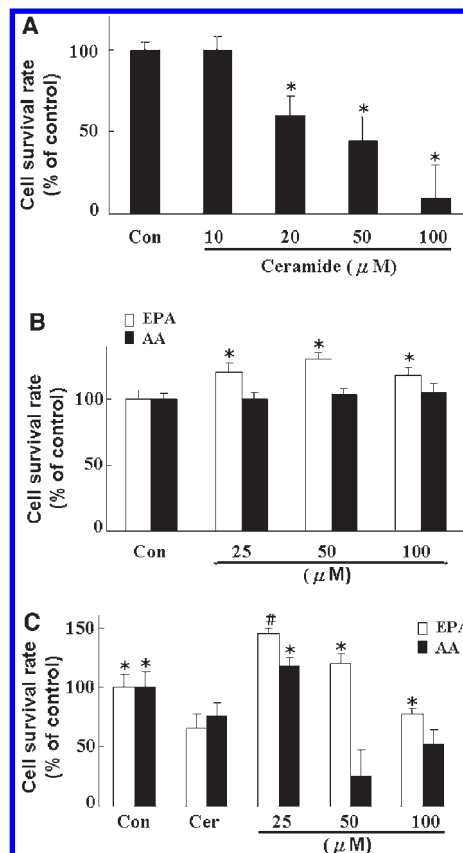 A
Cell survival rate
(% of control)
100
50
0
*
*
*
Con
10
20
50
100
Ceramide (μM)
B
EPA
AA
Cell survival rate
(% of control)
100
50
0
*
*
*
Con
25
50
100
(μM)
C
EPA
AA
Cell survival rate
(% of control)
150
100
50
0
*
*
#
*
*
*
Con
Cer
25
50
100
(μM)